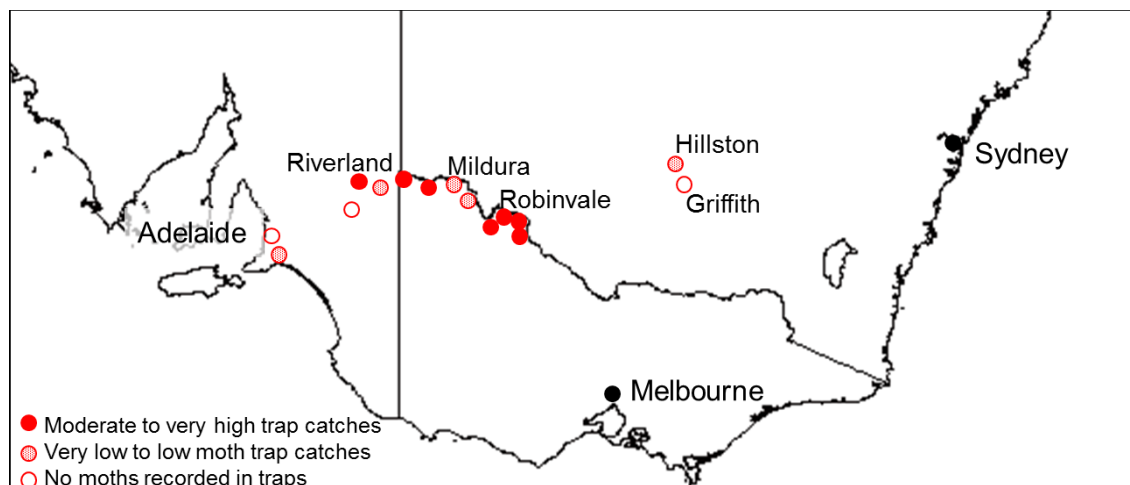 Hillston
Sydney
Riverland
Mildura
Robinvale
Griffith
Adelaide
Melbourne
Moderate to very high trap catches
Very low to low moth trap catches
No moths recorded in traps